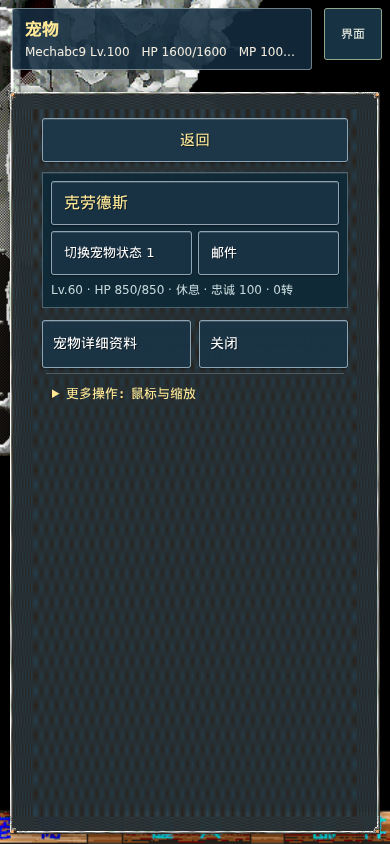 宠物
Mechabc9 Lv.100 HP 1600/1600 MP 100...
界面
返回
克劳德斯
切换宠物状态 1
邮件
Lv.60 · HP 850/850 · 休息 · 忠诚 100 · 0转
宠物详细资料
关闭
▶ 更多操作: 鼠标与缩放